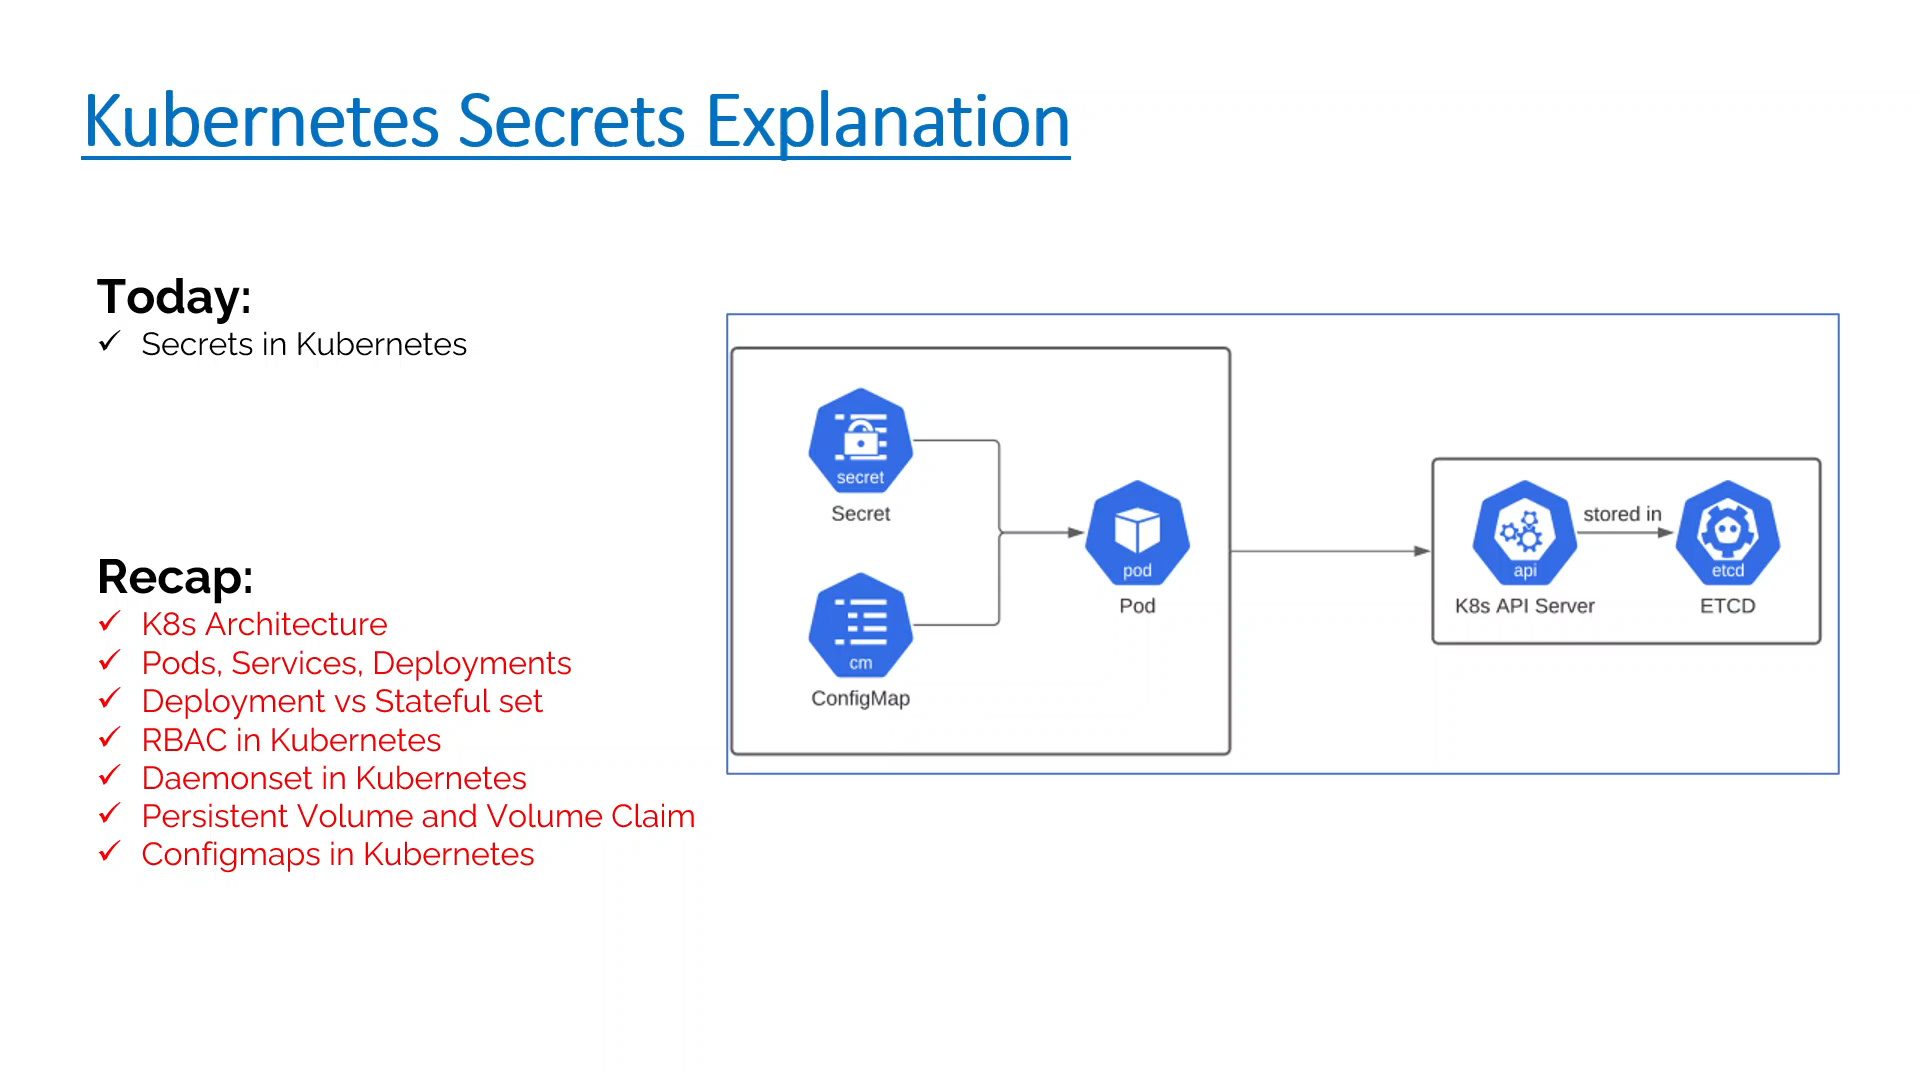 Kubernetes Secrets Explanation
Today:
✓ Secrets in Kubernetes
Recap:
✓ K8s Architecture
✓ Pods, Services, Deployments
✓ Deployment vs Stateful set
✓ RBAC in Kubernetes
✓ Daemonset in Kubernetes
✓ Persistent Volume and Volume Claim
✓ Configmaps in Kubernetes
secret
Secret
cm
ConfigMap
pod
Pod
api
K8s API Server
stored in
etcd
ETCD